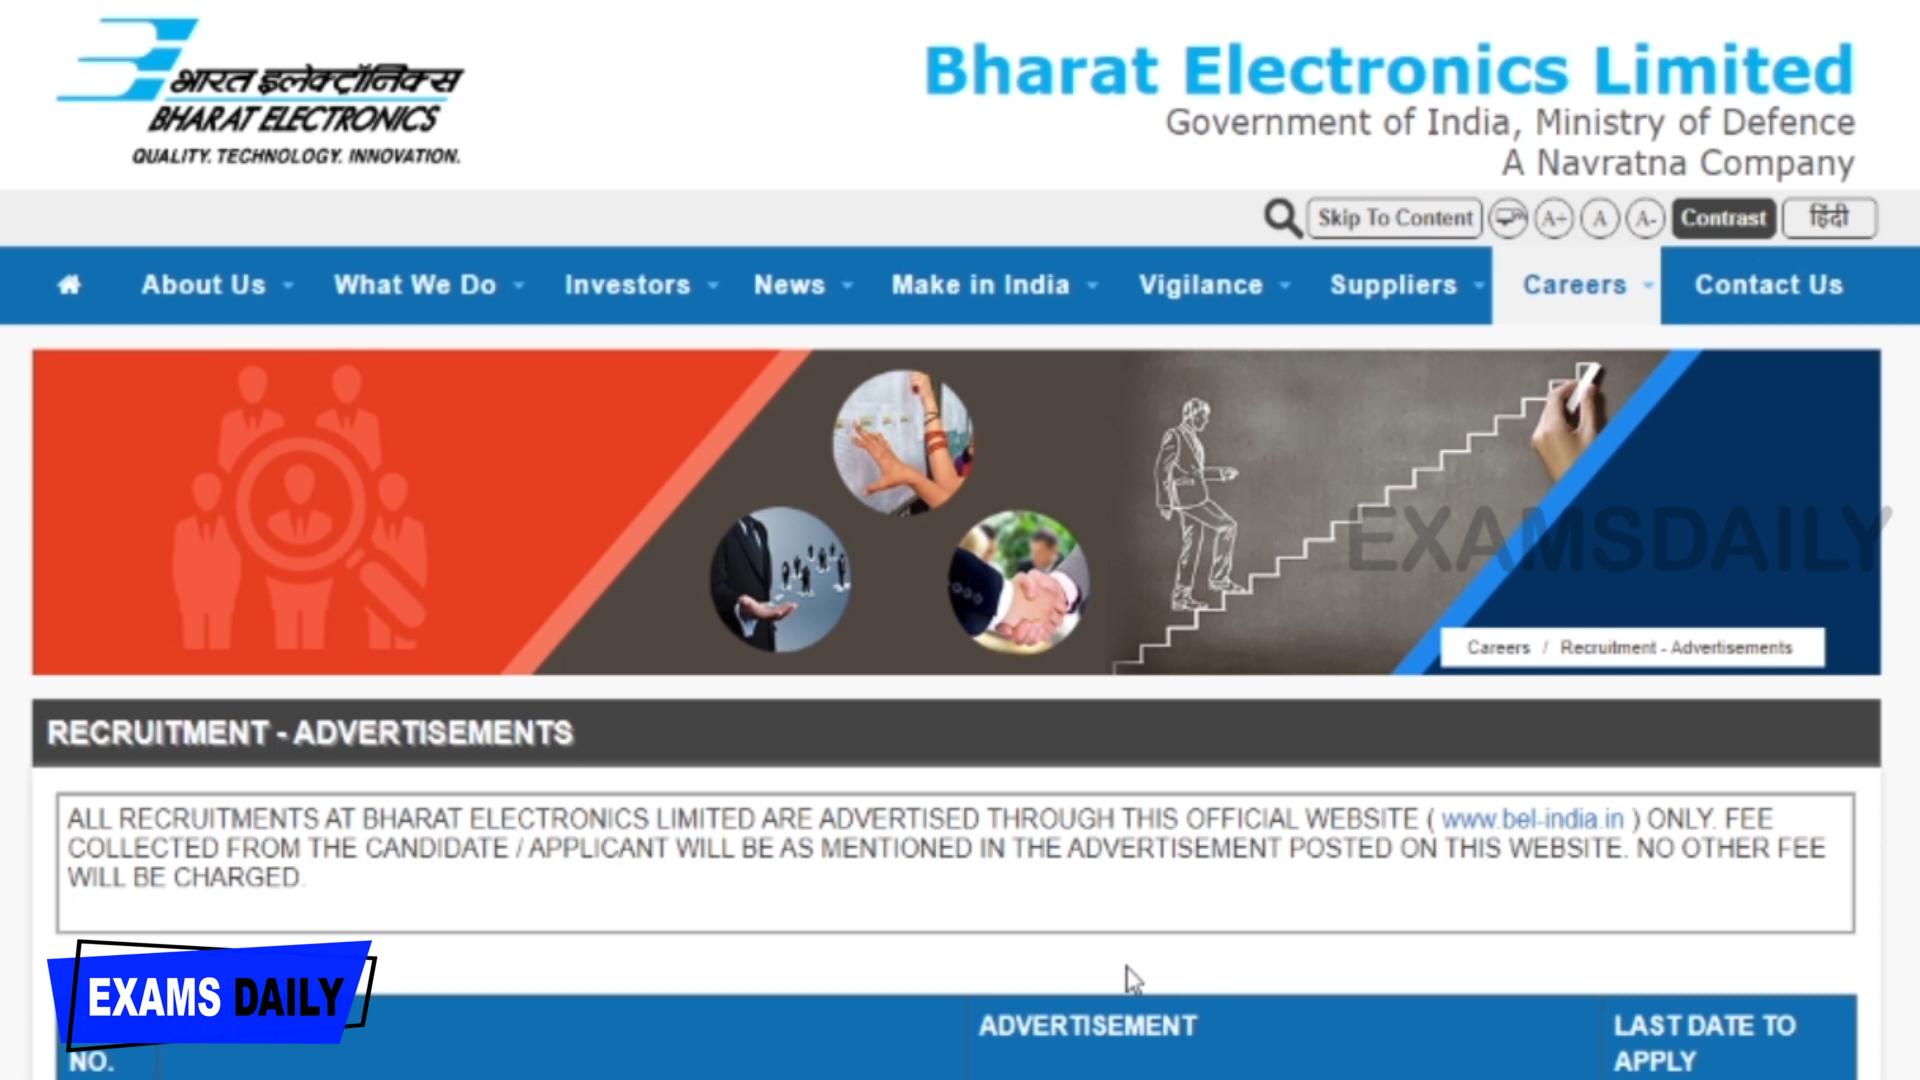 भारत इलेक्ट्रॉनिक्स
BHARAT ELECTRONICS
QUALITY. TECHNOLOGY. INNOVATION.
Bharat Electronics Limited
Government of India, Ministry of Defence
A Navratna Company
Skip To Content A+ A A- Contrast हिंदी
About Us What We Do Investors News Make in India Vigilance Suppliers Careers Contact Us
EXAMSDAILY
Careers / Recruitment - Advertisements
RECRUITMENT - ADVERTISEMENTS
ALL RECRUITMENTS AT BHARAT ELECTRONICS LIMITED ARE ADVERTISED THROUGH THIS OFFICIAL WEBSITE ( www.bel-india.in ) ONLY. FEE
COLLECTED FROM THE CANDIDATE / APPLICANT WILL BE AS MENTIONED IN THE ADVERTISEMENT POSTED ON THIS WEBSITE. NO OTHER FEE
WILL BE CHARGED.
EXAMS DAILY
NO.
ADVERTISEMENT
LAST DATE TO
APPLY